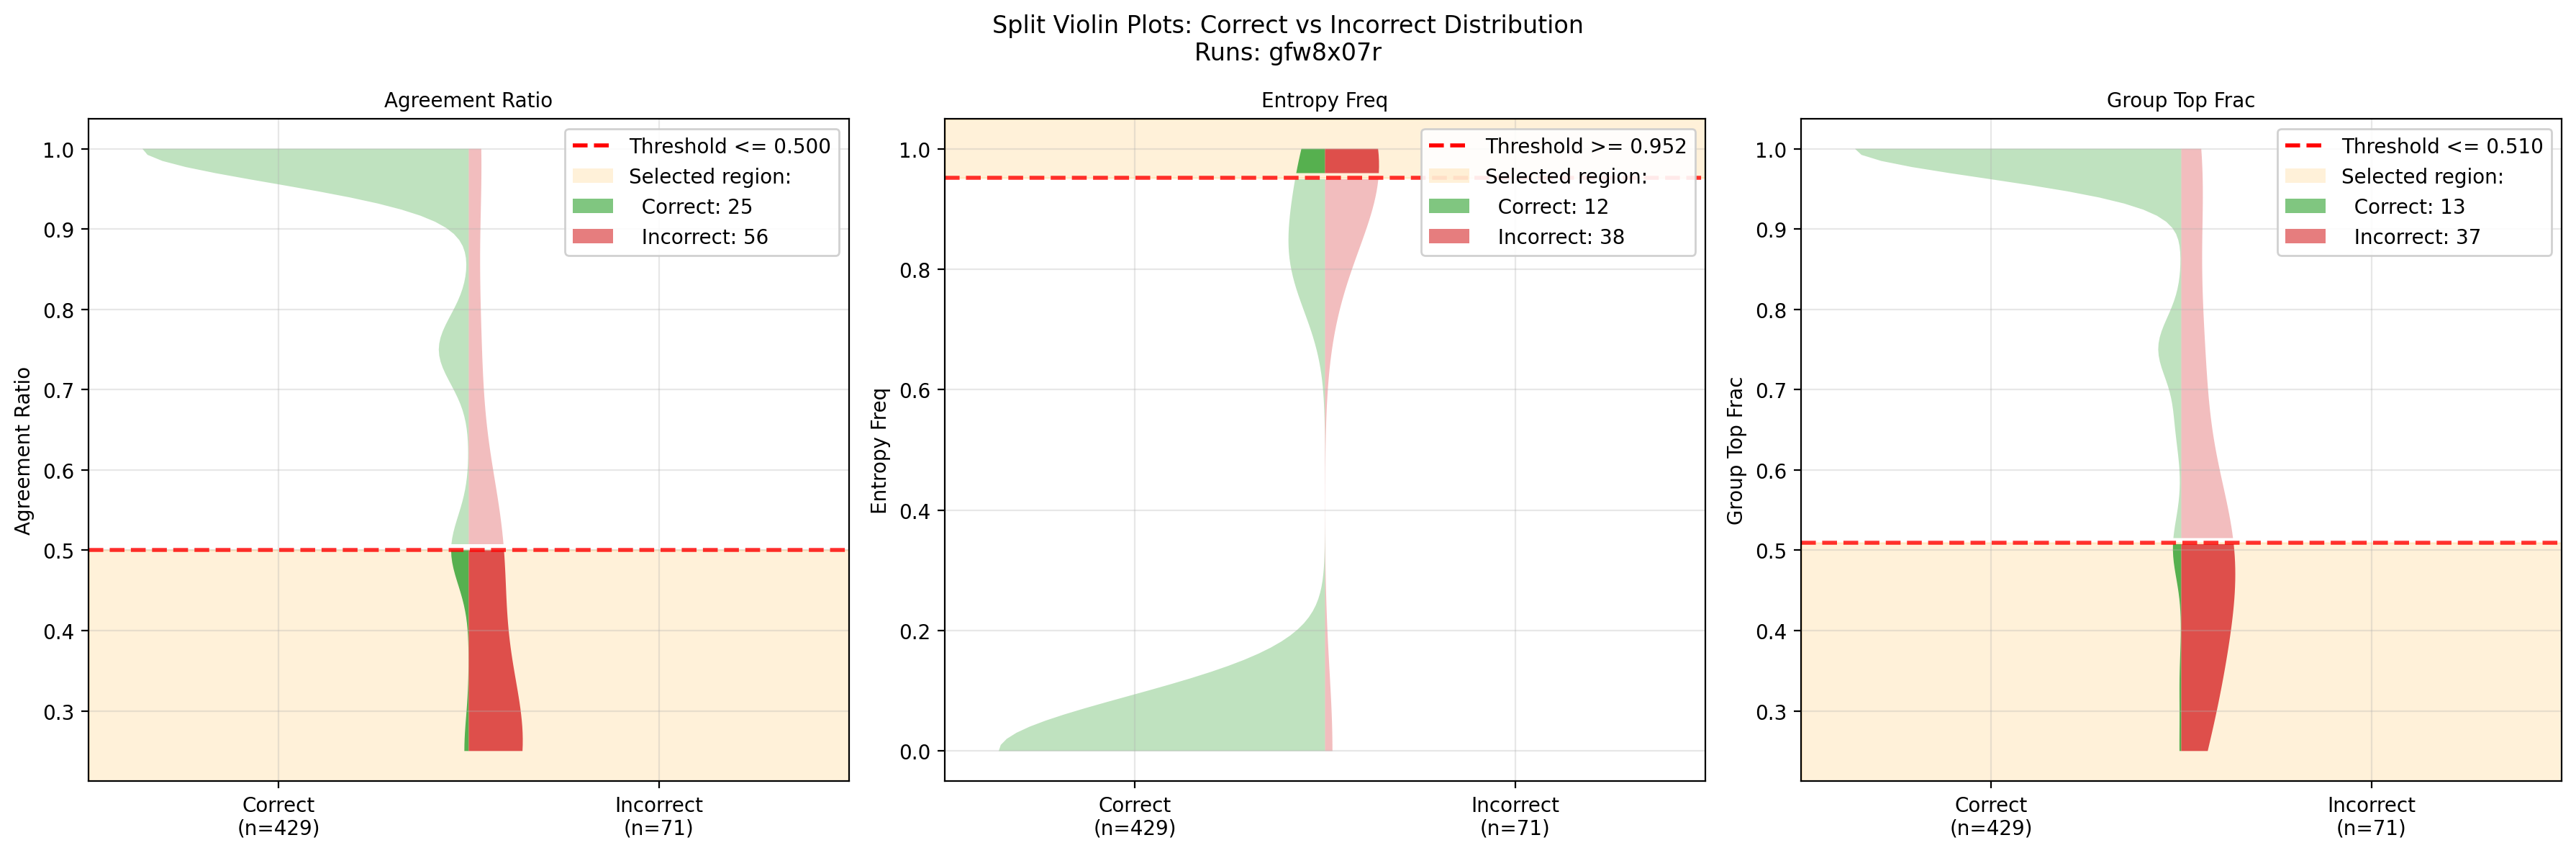 Split Violin Plots: Correct vs Incorrect Distribution
Runs: gfw8x07r
Agreement Ratio
Agreement Ratio
1.0
0.9
0.8
0.7
0.6
0.5
0.4
0.3
Threshold <= 0.500
Selected region:
Correct: 25
Incorrect: 56
Correct
(n=429)
Incorrect
(n=71)
Entropy Freq
Entropy Freq
1.0
0.8
0.6
0.4
0.2
0.0
Threshold >= 0.952
Selected region:
Correct: 12
Incorrect: 38
Correct
(n=429)
Incorrect
(n=71)
Group Top Frac
Group Top Frac
1.0
0.9
0.8
0.7
0.6
0.5
0.4
0.3
Threshold <= 0.510
Selected region:
Correct: 13
Incorrect: 37
Correct
(n=429)
Incorrect
(n=71)